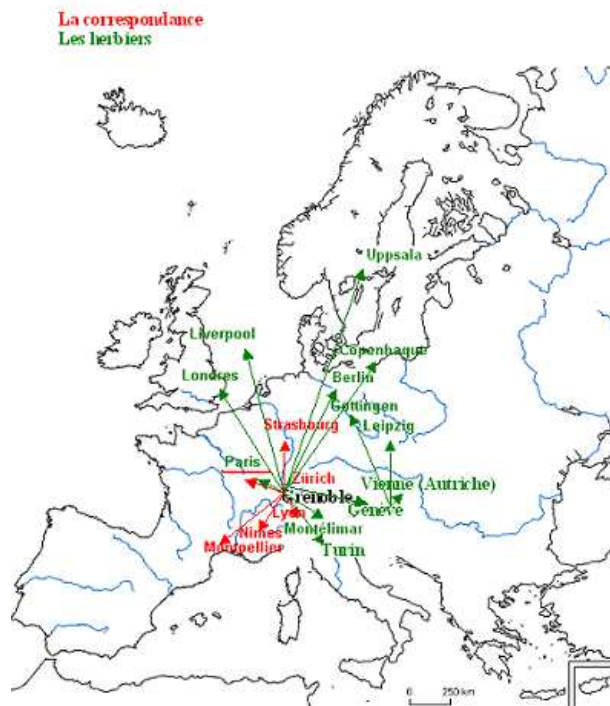 La correspondance
Les herbiers
Uppsala
Liverpool
Copenhague
Londres
Berlin
Gottingen
Strasbourg
Leipzig
Paris
Zürich
Vienne (Autriche)
Grenoble
Genève
Lyon
Montélimar
Nimes
Montpellier
Turin
0 250 km